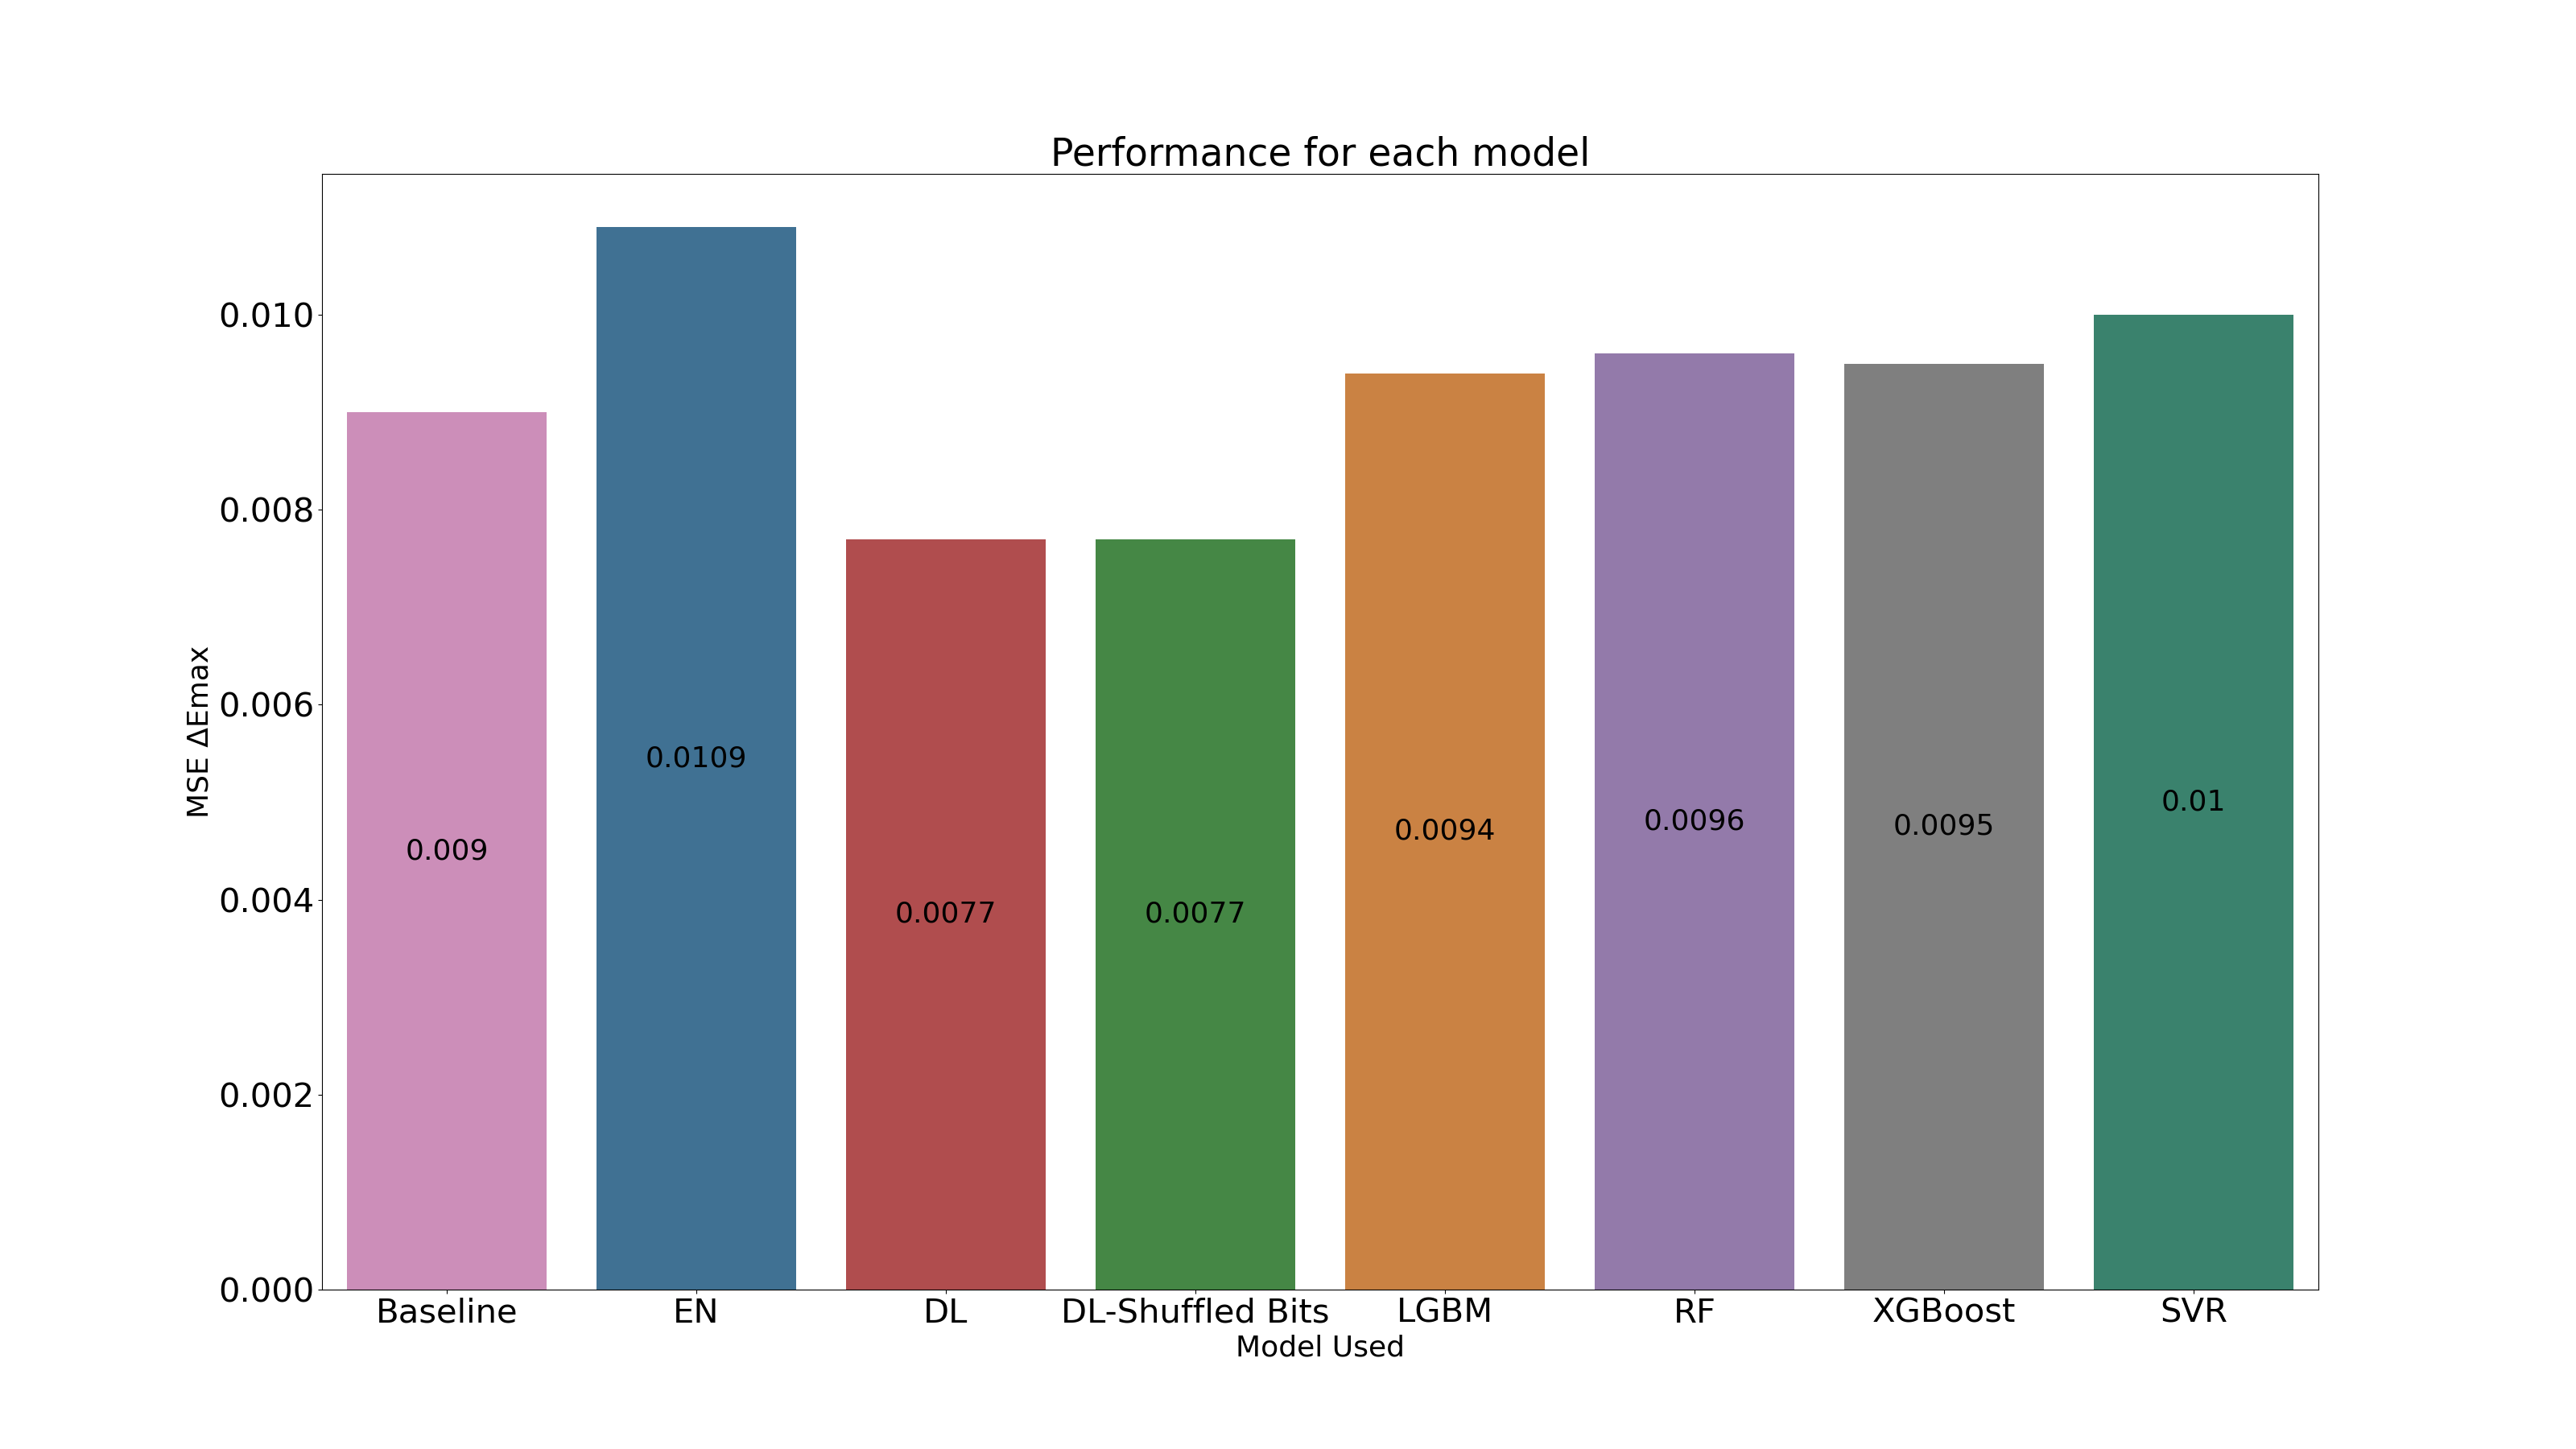 Performance for each model
MSE ΔEmax
0.010
0.008
0.006
0.004
0.002
0.000
0.009
0.0109
0.0077
0.0077
0.0094
0.0096
0.0095
0.01
Baseline
EN
DL
DL-Shuffled Bits
LGBM
RF
XGBoost
SVR
Model Used